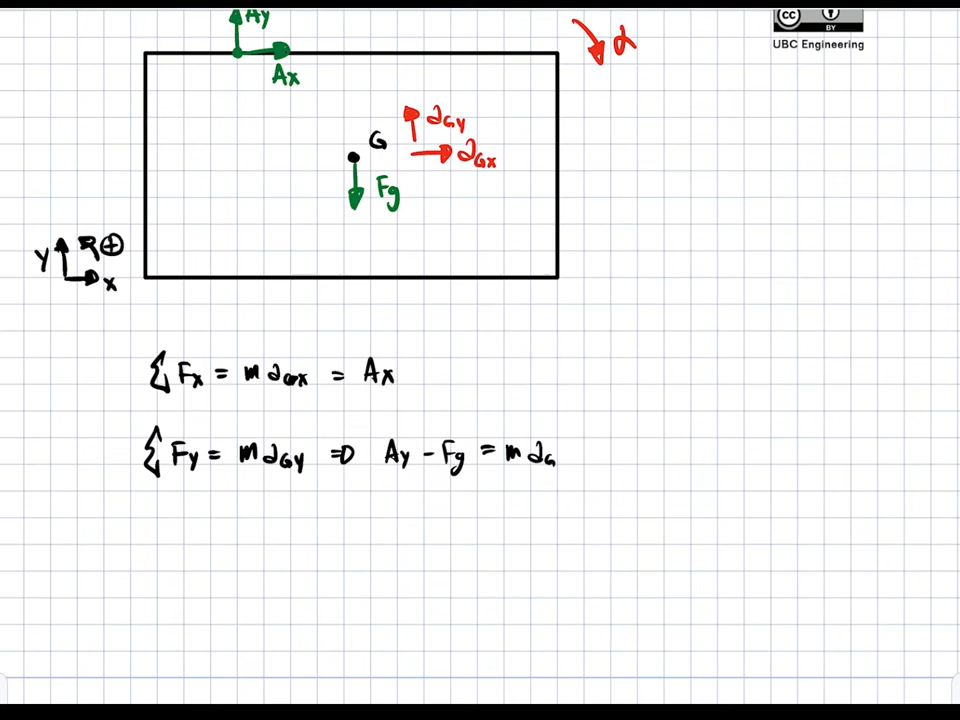 Ay
CC BY
Ax
α
UBC Engineering
aGy
G
aGx
Fg
y + x
ΣFx = m aGx = Ax
ΣFy = m aGy => Ay - Fg = m aG